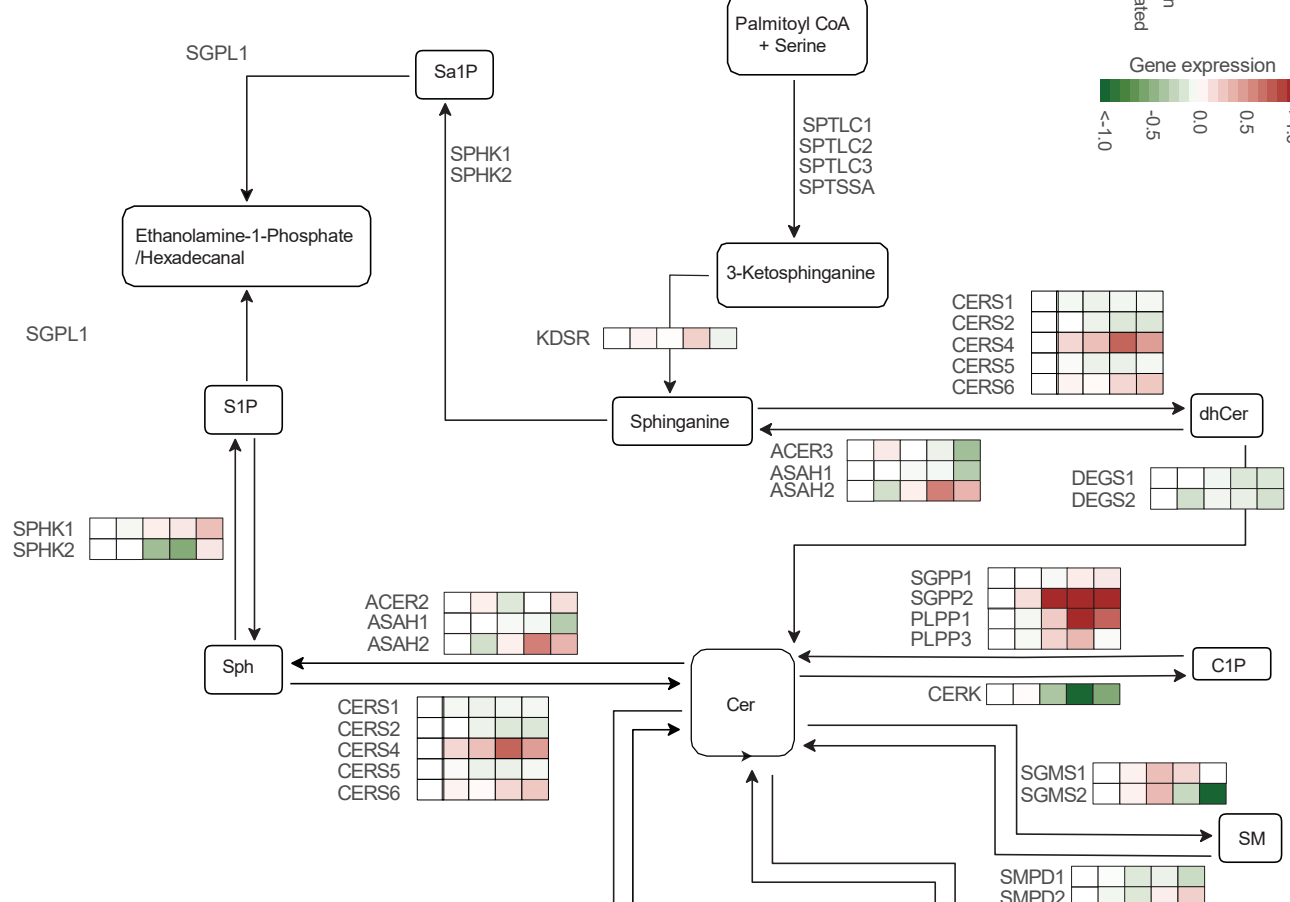 SGPL1
Sa1P
Palmitoyl CoA
+ Serine
ated
Gene expression
<-1.0
-0.5
0.0
0.5
SPHK1
SPHK2
SPTLC1
SPTLC2
SPTLC3
SPTSSA
Ethanolamine-1-Phosphate
/Hexadecanal
3-Ketosphinganine
SGPL1
KDSR
CERS1
CERS2
CERS4
CERS5
CERS6
S1P
Sphinganine
dhCer
ACER3
ASAH1
ASAH2
DEGS1
DEGS2
SPHK1
SPHK2
ACER2
ASAH1
ASAH2
SGPP1
SGPP2
PLPP1
PLPP3
Sph
C1P
CERK
Cer
CERS1
CERS2
CERS4
CERS5
CERS6
SGMS1
SGMS2
SM
SMPD1
SMPD2